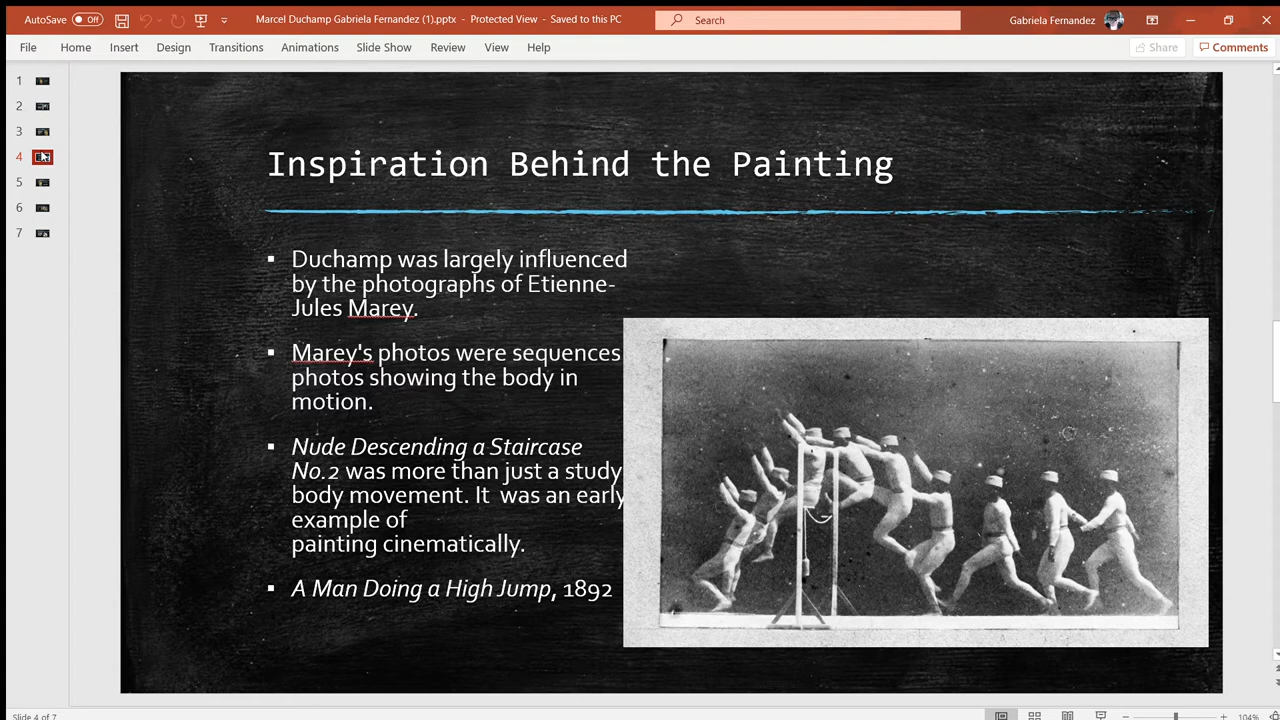 AutoSave Off Marcel Duchamp Gabriela Fernandez (1).pptx - Protected View - Saved to this PC Search Gabriela Fernandez
File Home Insert Design Transitions Animations Slide Show Review View Help Share Comments
1
2
3
4
5
6
7
Inspiration Behind the Painting
▪ Duchamp was largely influenced
by the photographs of Etienne-
Jules Marey.
▪ Marey's photos were sequences
photos showing the body in
motion.
▪ Nude Descending a Staircase
No.2 was more than just a study
body movement. It was an early
example of
painting cinematically.
▪ A Man Doing a High Jump, 1892
Slide 4 of 7 104%